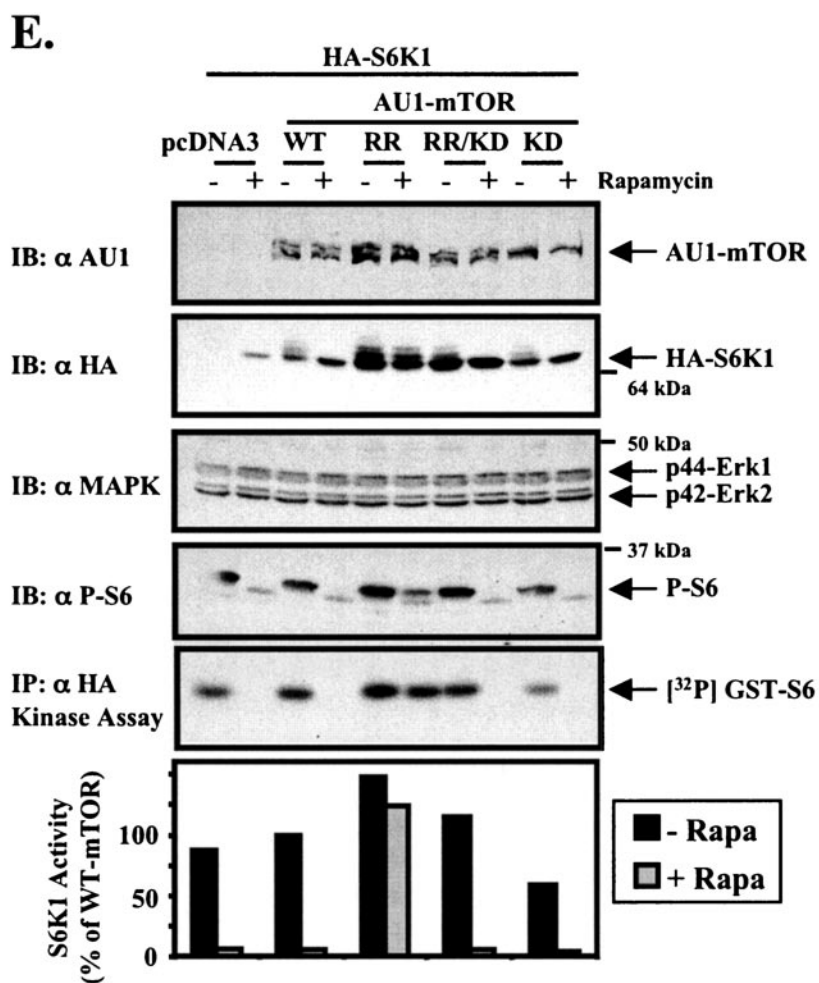 E.
HA-S6K1
AU1-mTOR
pcDNA3 WT RR RR/KD KD
- + - + - + - + - + Rapamycin
IB: α AU1 AU1-mTOR
IB: α HA HA-S6K1
64 kDa
50 kDa
IB: α MAPK p44-Erk1
p42-Erk2
37 kDa
IB: α P-S6 P-S6
IP: α HA
Kinase Assay
[³²P] GST-S6
S6K1 Activity
(% of WT-mTOR)
100
50
0
- Rapa
+ Rapa